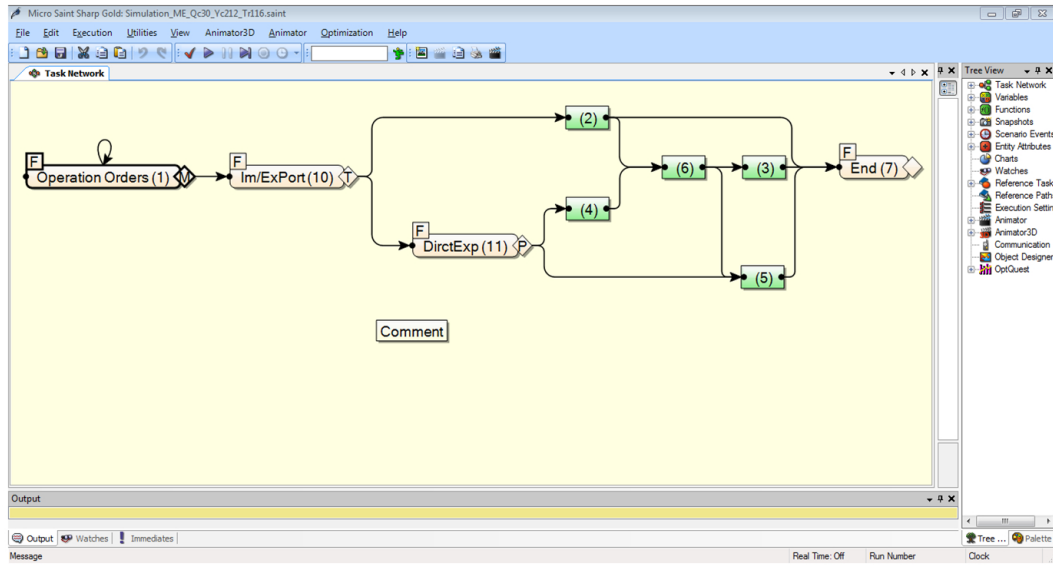 Micro Saint Sharp Gold: Simulation_ME_Qc30_Yc212_Tr116.saint
File Edit Execution Utilities View Animator3D Animator Optimization Help
Task Network
Tree View
Task Network
Variables
Functions
Snapshots
Scenario Events
Entity Attributes
Charts
Watches
Reference Task
Reference Path
Execution Settin
Animator
Animator3D
Communication
Object Designer
OptQuest
F
Operation Orders (1) M
F
Im/ExPort (10) T
F
DirctExp (11) P
(2)
(4)
(6)
(3)
(5)
F
End (7)
Comment
Output
Output Watches Immediates
Tree ... Palette
Message Real Time: Off Run Number Clock